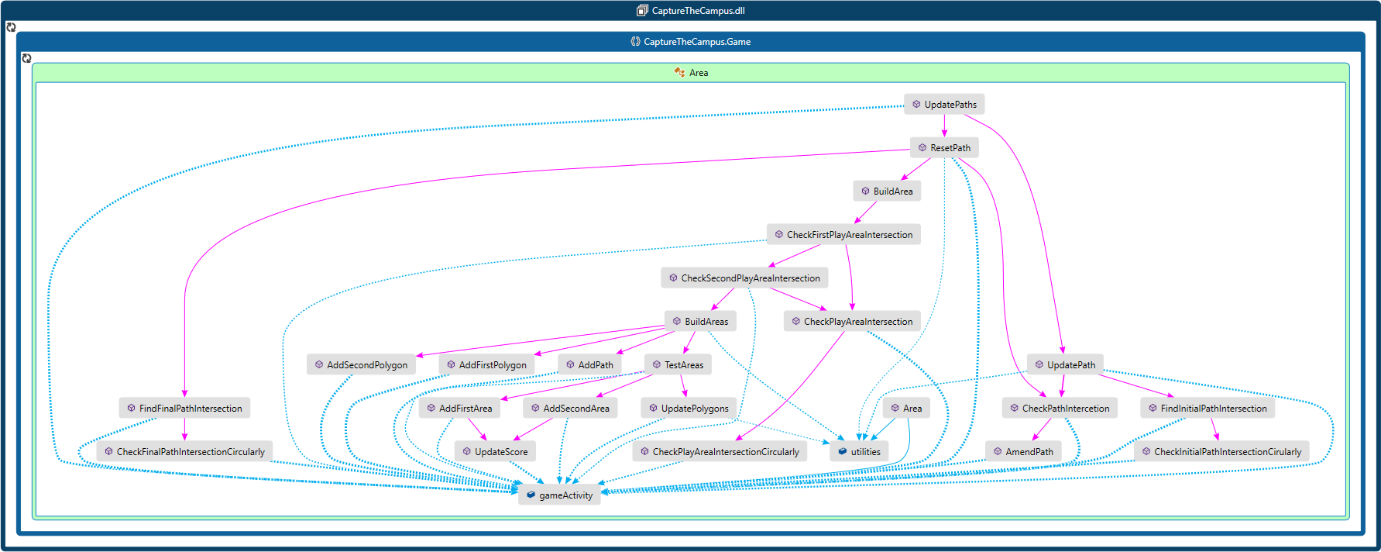 CaptureTheCampus.dll
CaptureTheCampus.Game
Area
UpdatePaths
ResetPath
BuildArea
CheckFirstPlayAreaIntersection
CheckSecondPlayAreaIntersection
BuildAreas
CheckPlayAreaIntersection
AddSecondPolygon
AddFirstPolygon
AddPath
TestAreas
UpdatePath
FindFinalPathIntersection
AddFirstArea
AddSecondArea
UpdatePolygons
Area
CheckPathIntercetion
FindInitialPathIntersection
CheckFinalPathIntersectionCircularly
UpdateScore
CheckPlayAreaIntersectionCircularly
utilities
AmendPath
CheckInitialPathIntersectionCirularly
gameActivity